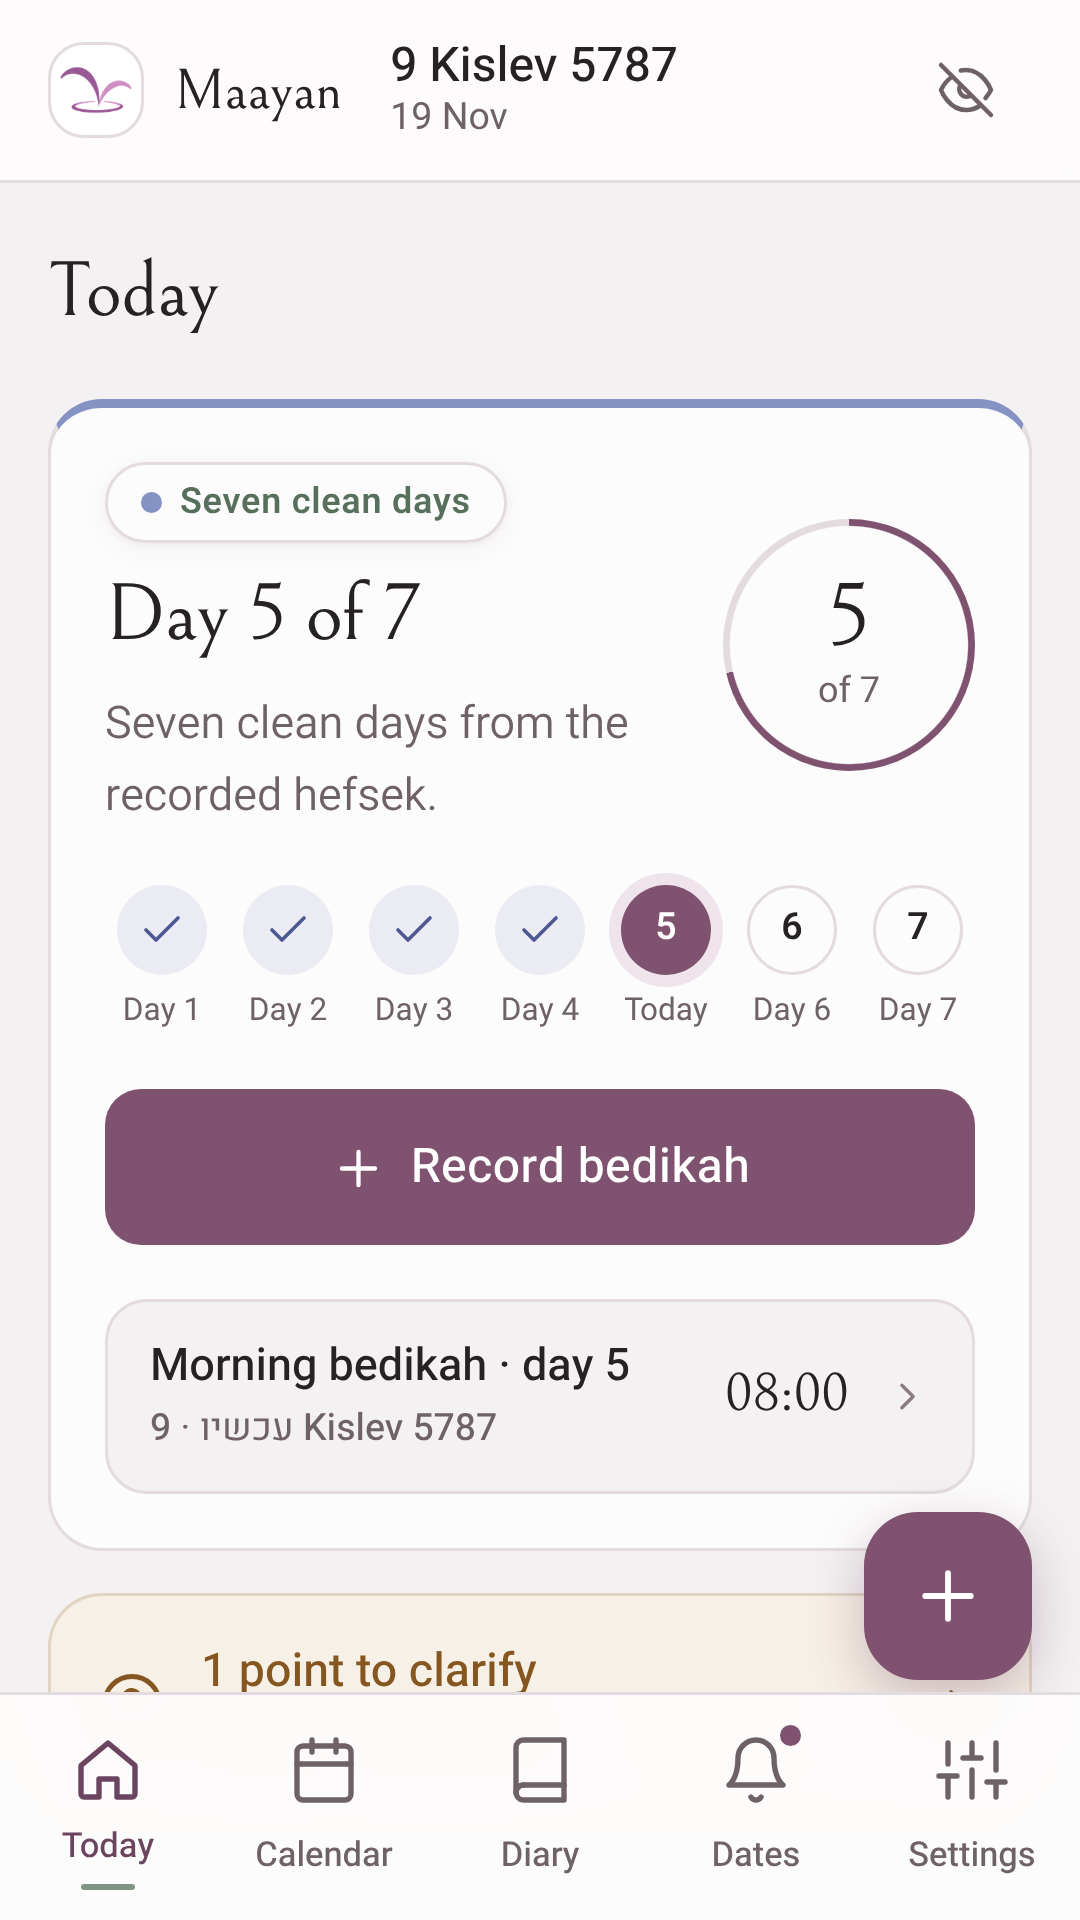 Maayan
9 Kislev 5787
19 Nov
Today
Seven clean days
Day 5 of 7
5
of 7
Seven clean days from the
recorded hefsek.
5 6 7
Day 1 Day 2 Day 3 Day 4 Today Day 6 Day 7
Record bedikah
Morning bedikah · day 5
08:00
עכשיו · 9 Kislev 5787
1 point to clarify
Today Calendar Diary Dates Settings